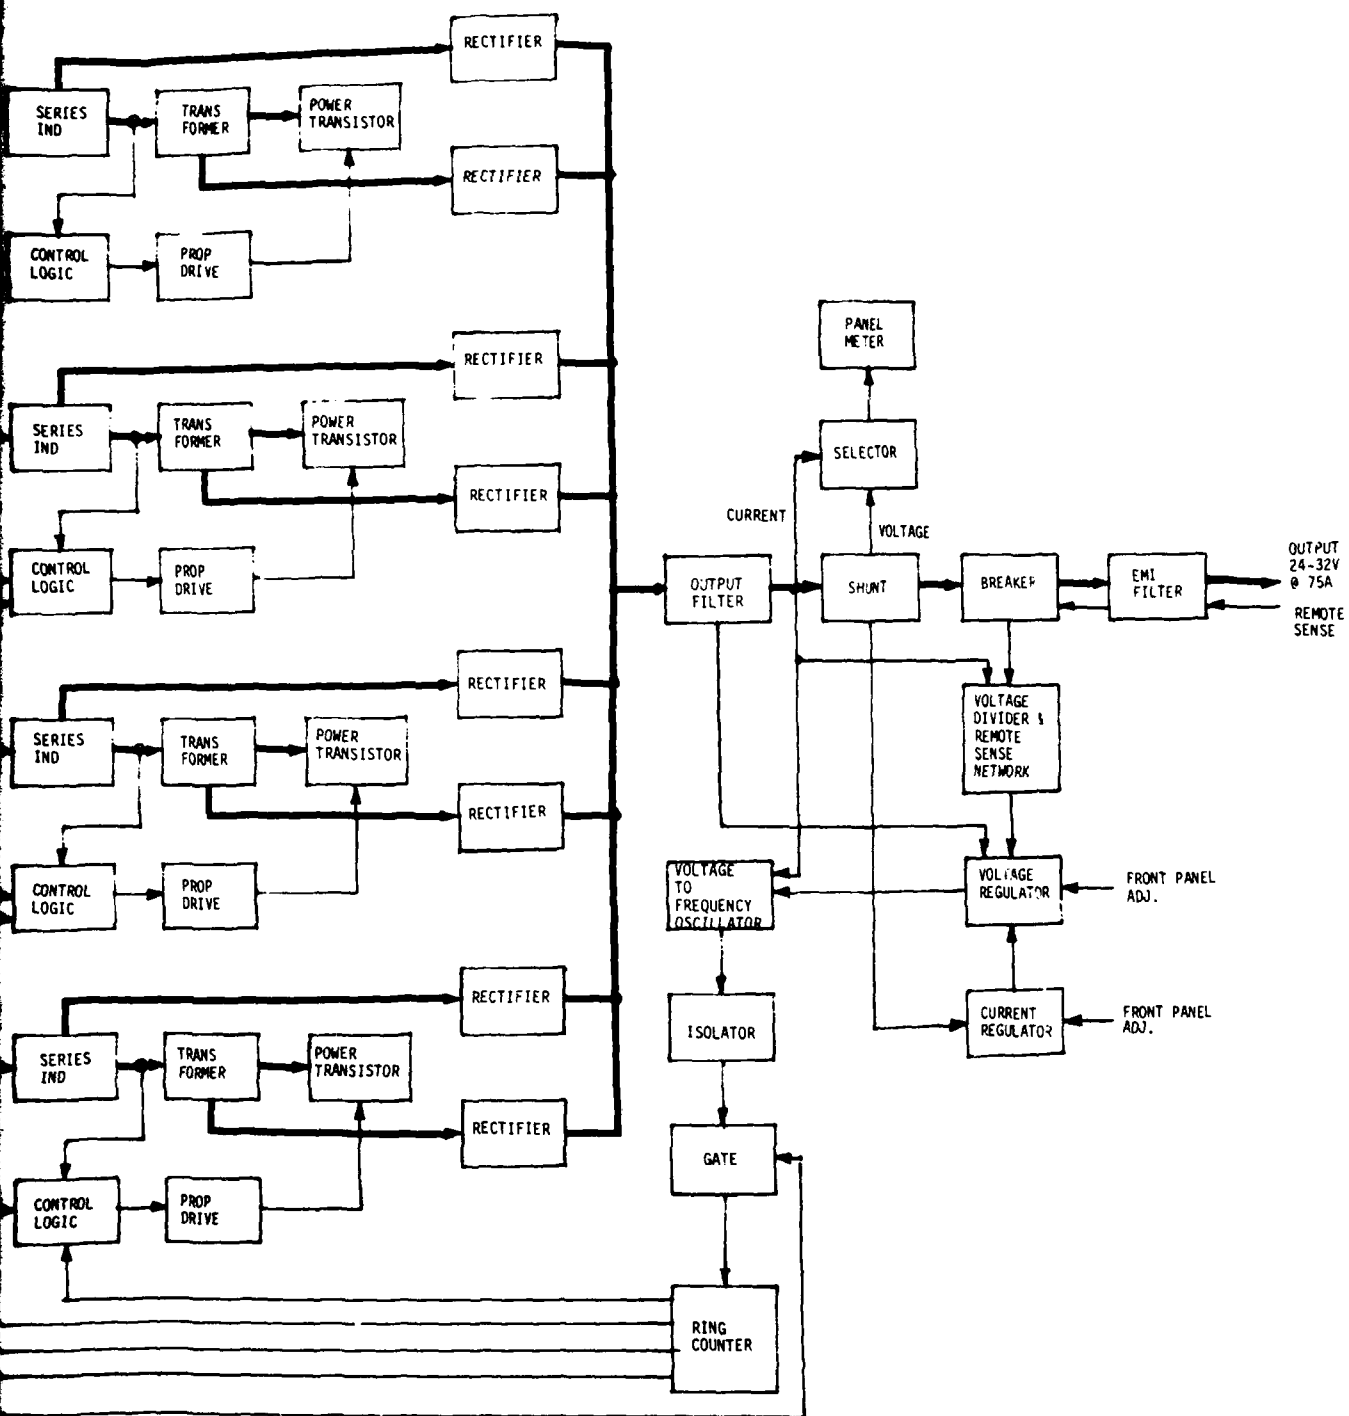 RECTIFIER
SERIES
IND
TRANS
FORMER
POWER
TRANSISTOR
RECTIFIER
CONTROL
LOGIC
PROP
DRIVE
RECTIFIER
SERIES
IND
TRANS
FORMER
POWER
TRANSISTOR
RECTIFIER
CONTROL
LOGIC
PROP
DRIVE
RECTIFIER
SERIES
IND
TRANS
FORMER
POWER
TRANSISTOR
RECTIFIER
CONTROL
LOGIC
PROP
DRIVE
RECTIFIER
SERIES
IND
TRANS
FORMER
POWER
TRANSISTOR
RECTIFIER
CONTROL
LOGIC
PROP
DRIVE
PANEL
METER
SELECTOR
CURRENT
VOLTAGE
OUTPUT
FILTER
SHUNT
BREAKER
EMI
FILTER
OUTPUT
24-32V
@ 75A
REMOTE
SENSE
VOLTAGE
DIVIDER &
REMOTE
SENSE
NETWORK
VOLTAGE
TO
FREQUENCY
OSCILLATOR
VOLTAGE
REGULATOR
FRONT PANEL
ADJ.
ISOLATOR
CURRENT
REGULATOR
FRONT PANEL
ADJ.
GATE
RING
COUNTER